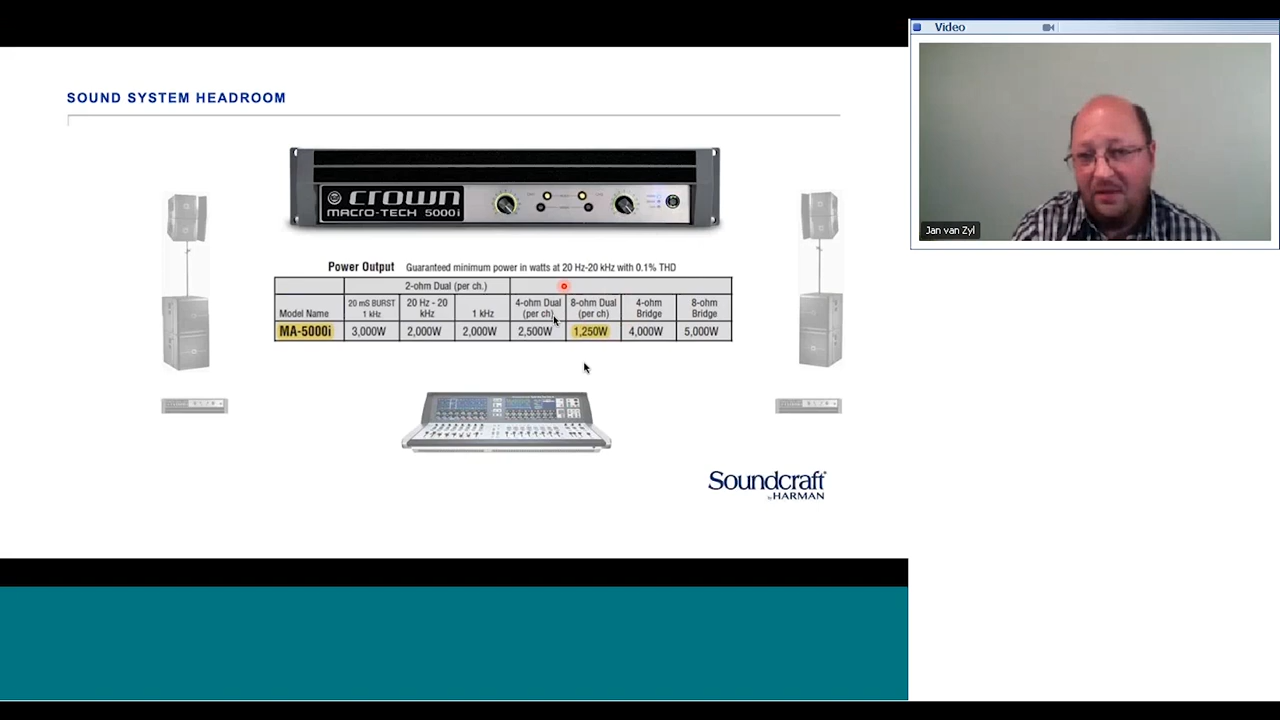 Video
SOUND SYSTEM HEADROOM
crown
MACRO-TECH 5000i
Jan van Zyl
Power Output Guaranteed minimum power in watts at 20 Hz-20 kHz with 0.1% THD
2-ohm Dual (per ch.)
Model Name 20 mS BURST 1 kHz 20 Hz - 20 kHz 1 kHz 4-ohm Dual (per ch) 8-ohm Dual (per ch) 4-ohm Bridge 8-ohm Bridge
MA-5000i 3,000W 2,000W 2,000W 2,500W 1,250W 4,000W 5,000W
Soundcraft
by HARMAN